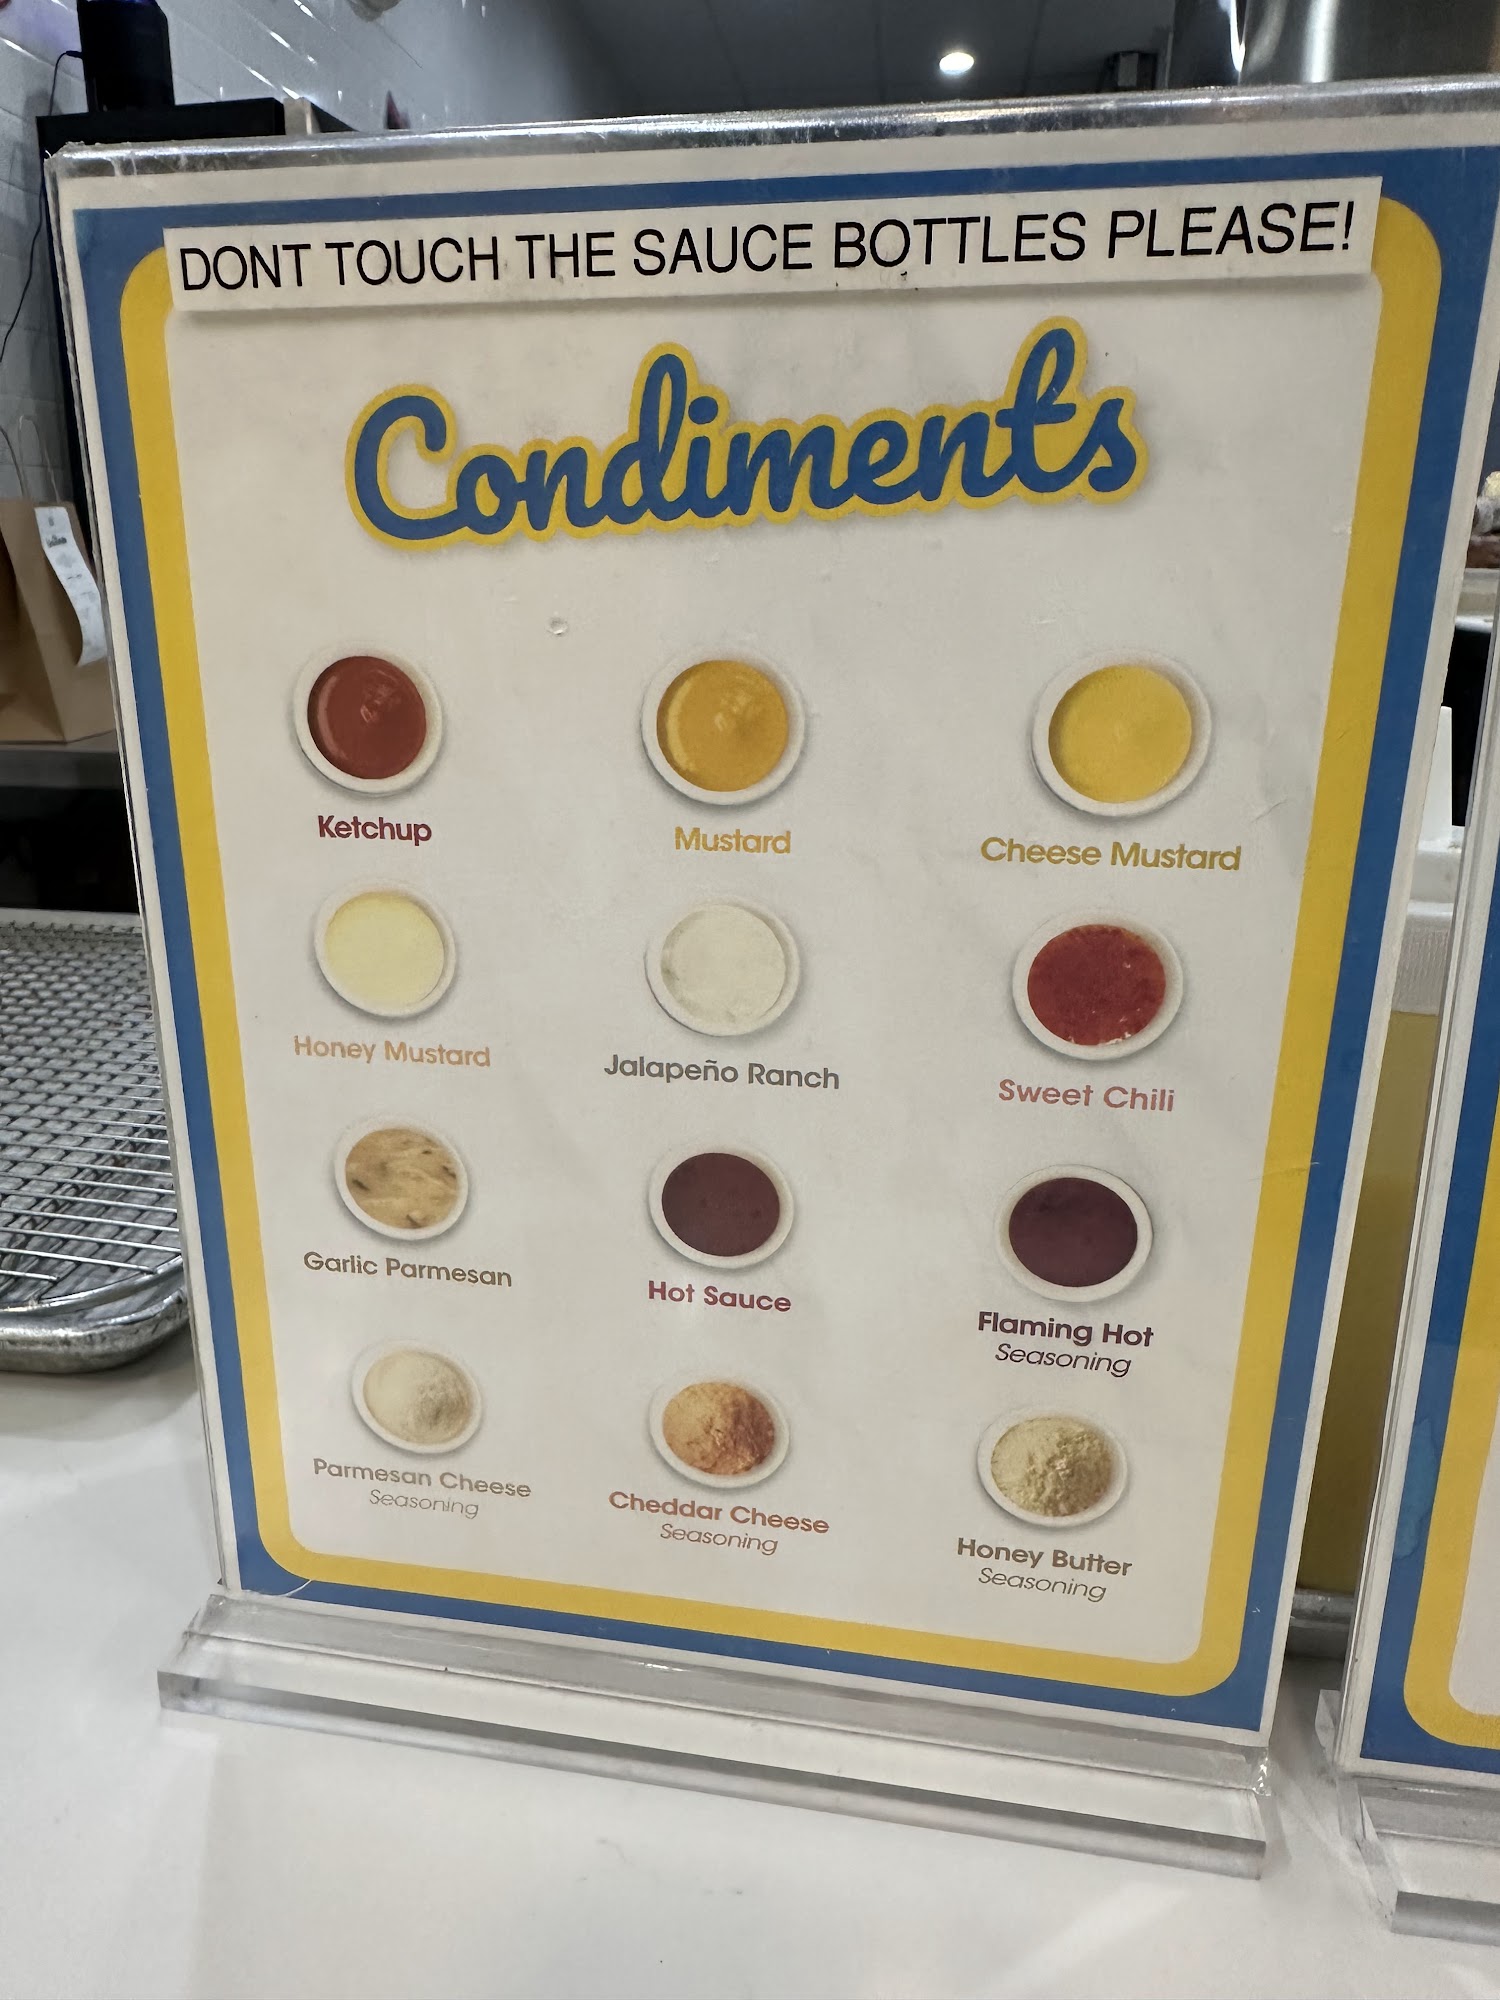 DONT TOUCH THE SAUCE BOTTLES PLEASE!
Condiments
Ketchup
Mustard
Cheese Mustard
Honey Mustard
Jalapeño Ranch
Sweet Chili
Garlic Parmesan
Hot Sauce
Flaming Hot
Seasoning
Parmesan Cheese
Seasoning
Cheddar Cheese
Seasoning
Honey Butter
Seasoning